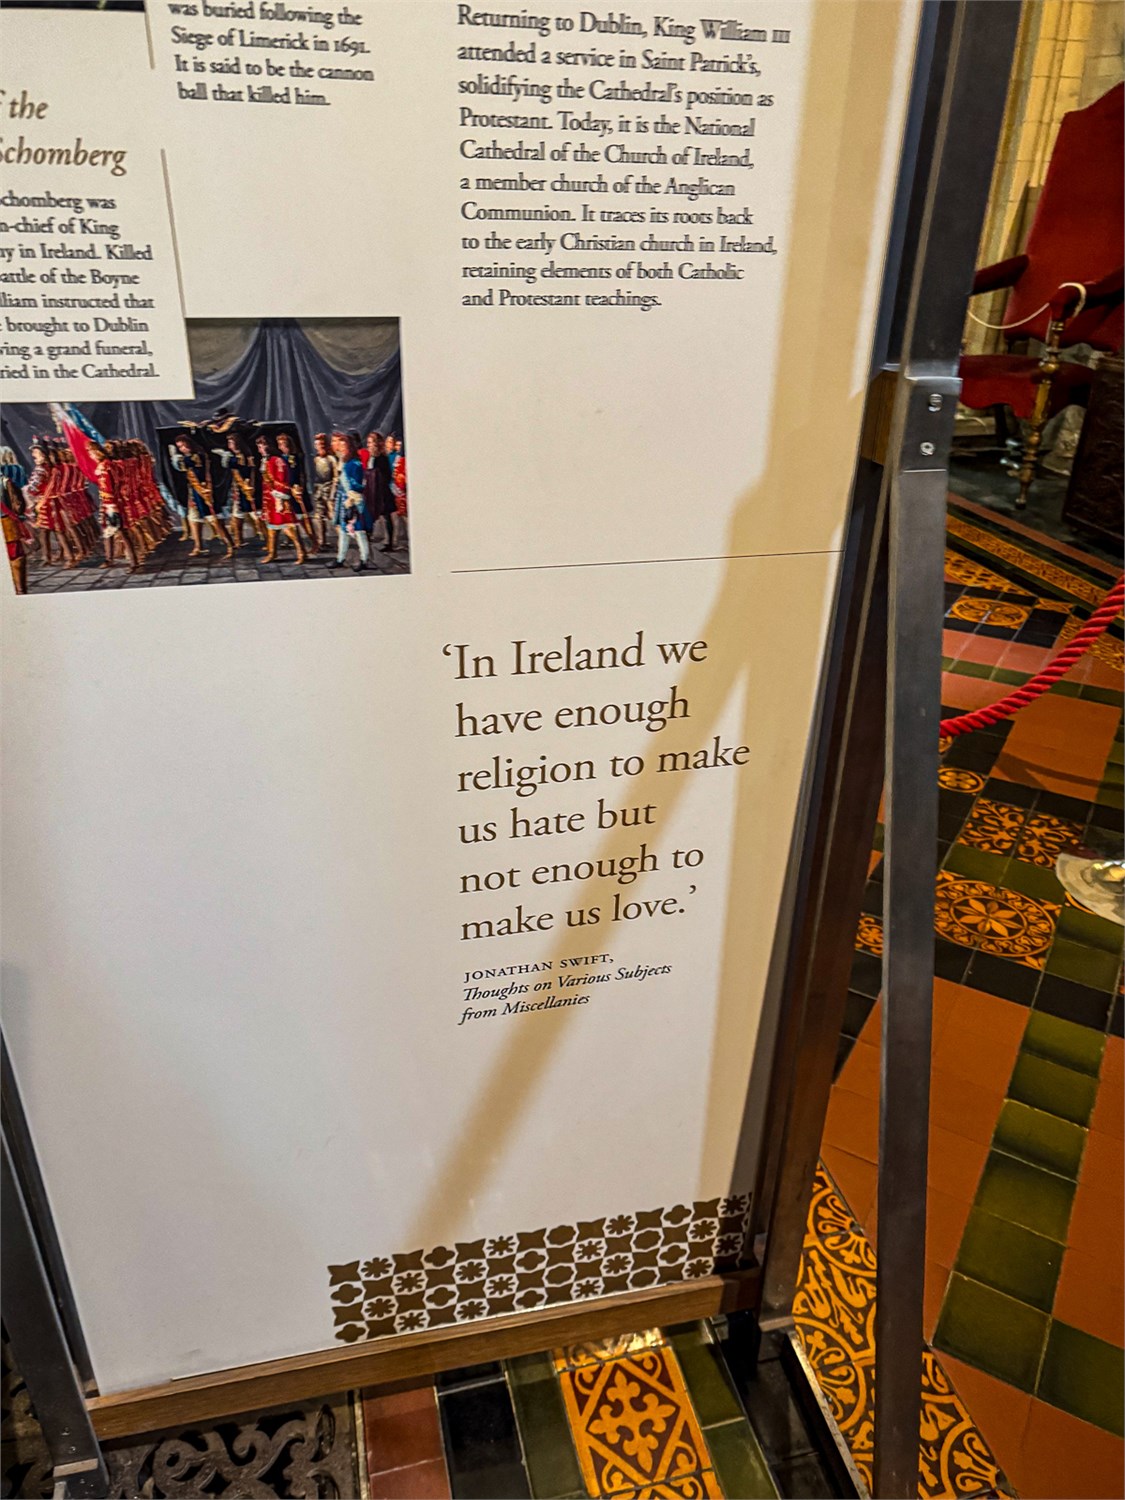 was buried following the
Siege of Limerick in 1691.
It is said to be the cannon
ball that killed him.
the
Schomberg
was
of King
in Ireland. Killed
of the Boyne
instructed that
brought to Dublin
a grand funeral,
in the Cathedral.
Returning to Dublin, King William III
attended a service in Saint Patrick's,
solidifying the Cathedral's position as
Protestant. Today, it is the National
Cathedral of the Church of Ireland,
a member church of the Anglican
Communion. It traces its roots back
to the early Christian church in Ireland,
retaining elements of both Catholic
and Protestant teachings.
‘In Ireland we
have enough
religion to make
us hate but
not enough to
make us love.’
JONATHAN SWIFT,
Thoughts on Various Subjects
from Miscellanies